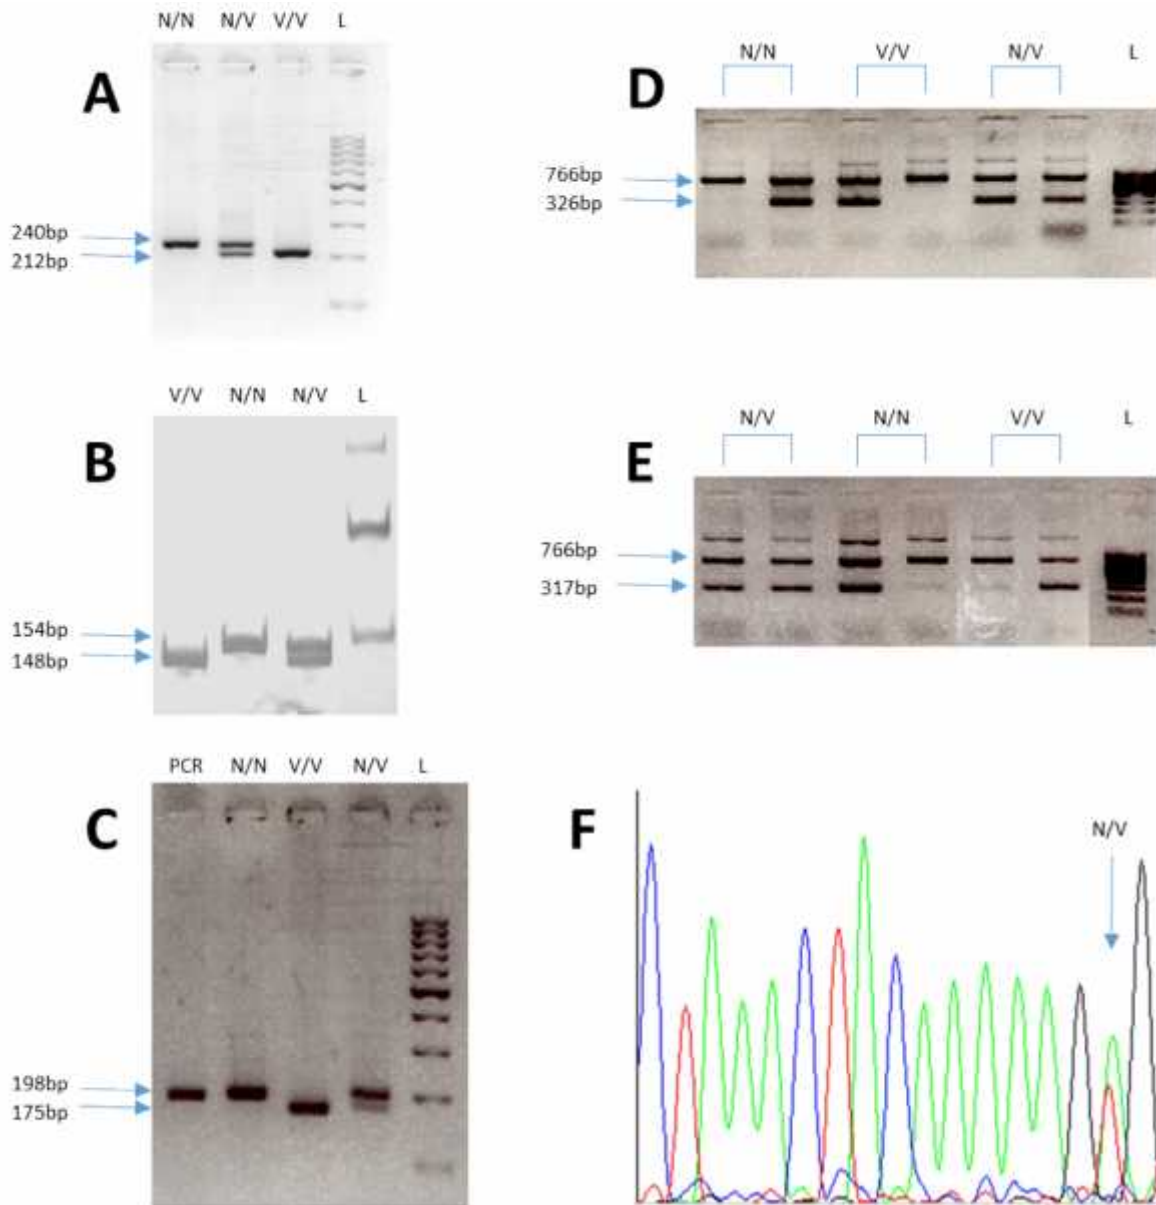 N/N N/V V/V L
A
240bp
212bp
V/V N/N N/V L
B
154bp
148bp
PCR N/N V/V N/V L
C
198bp
175bp
N/N V/V N/V L
D
766bp
326bp
N/V N/N V/V L
E
766bp
317bp
F
N/V